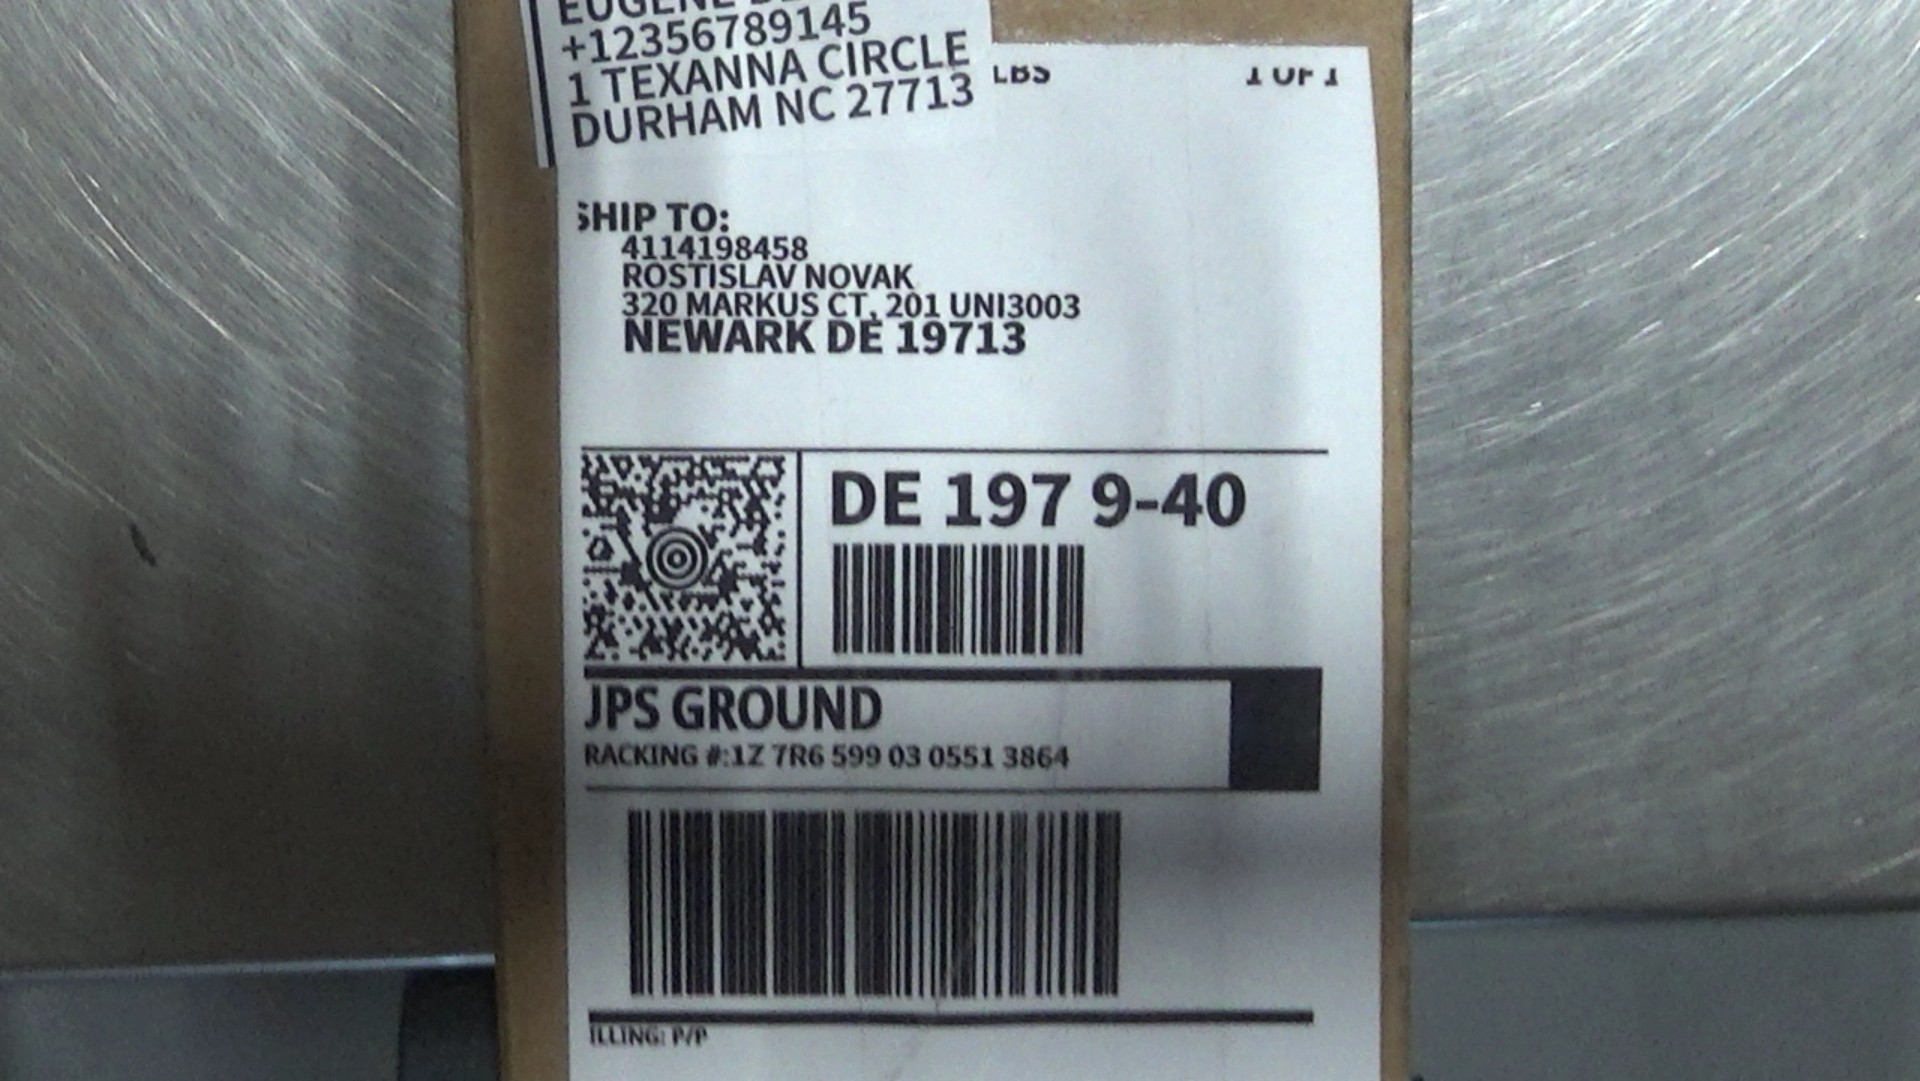 EUGENE
+12356789145
1 TEXANNA CIRCLE
DURHAM NC 27713
LBS 1 OF 1
SHIP TO:
4114198458
ROSTISLAV NOVAK
320 MARKUS CT, 201 UNI3003
NEWARK DE 19713
DE 197 9-40
JPS GROUND
RACKING #:1Z 7R6 599 03 0551 3864
ILLING: P/P